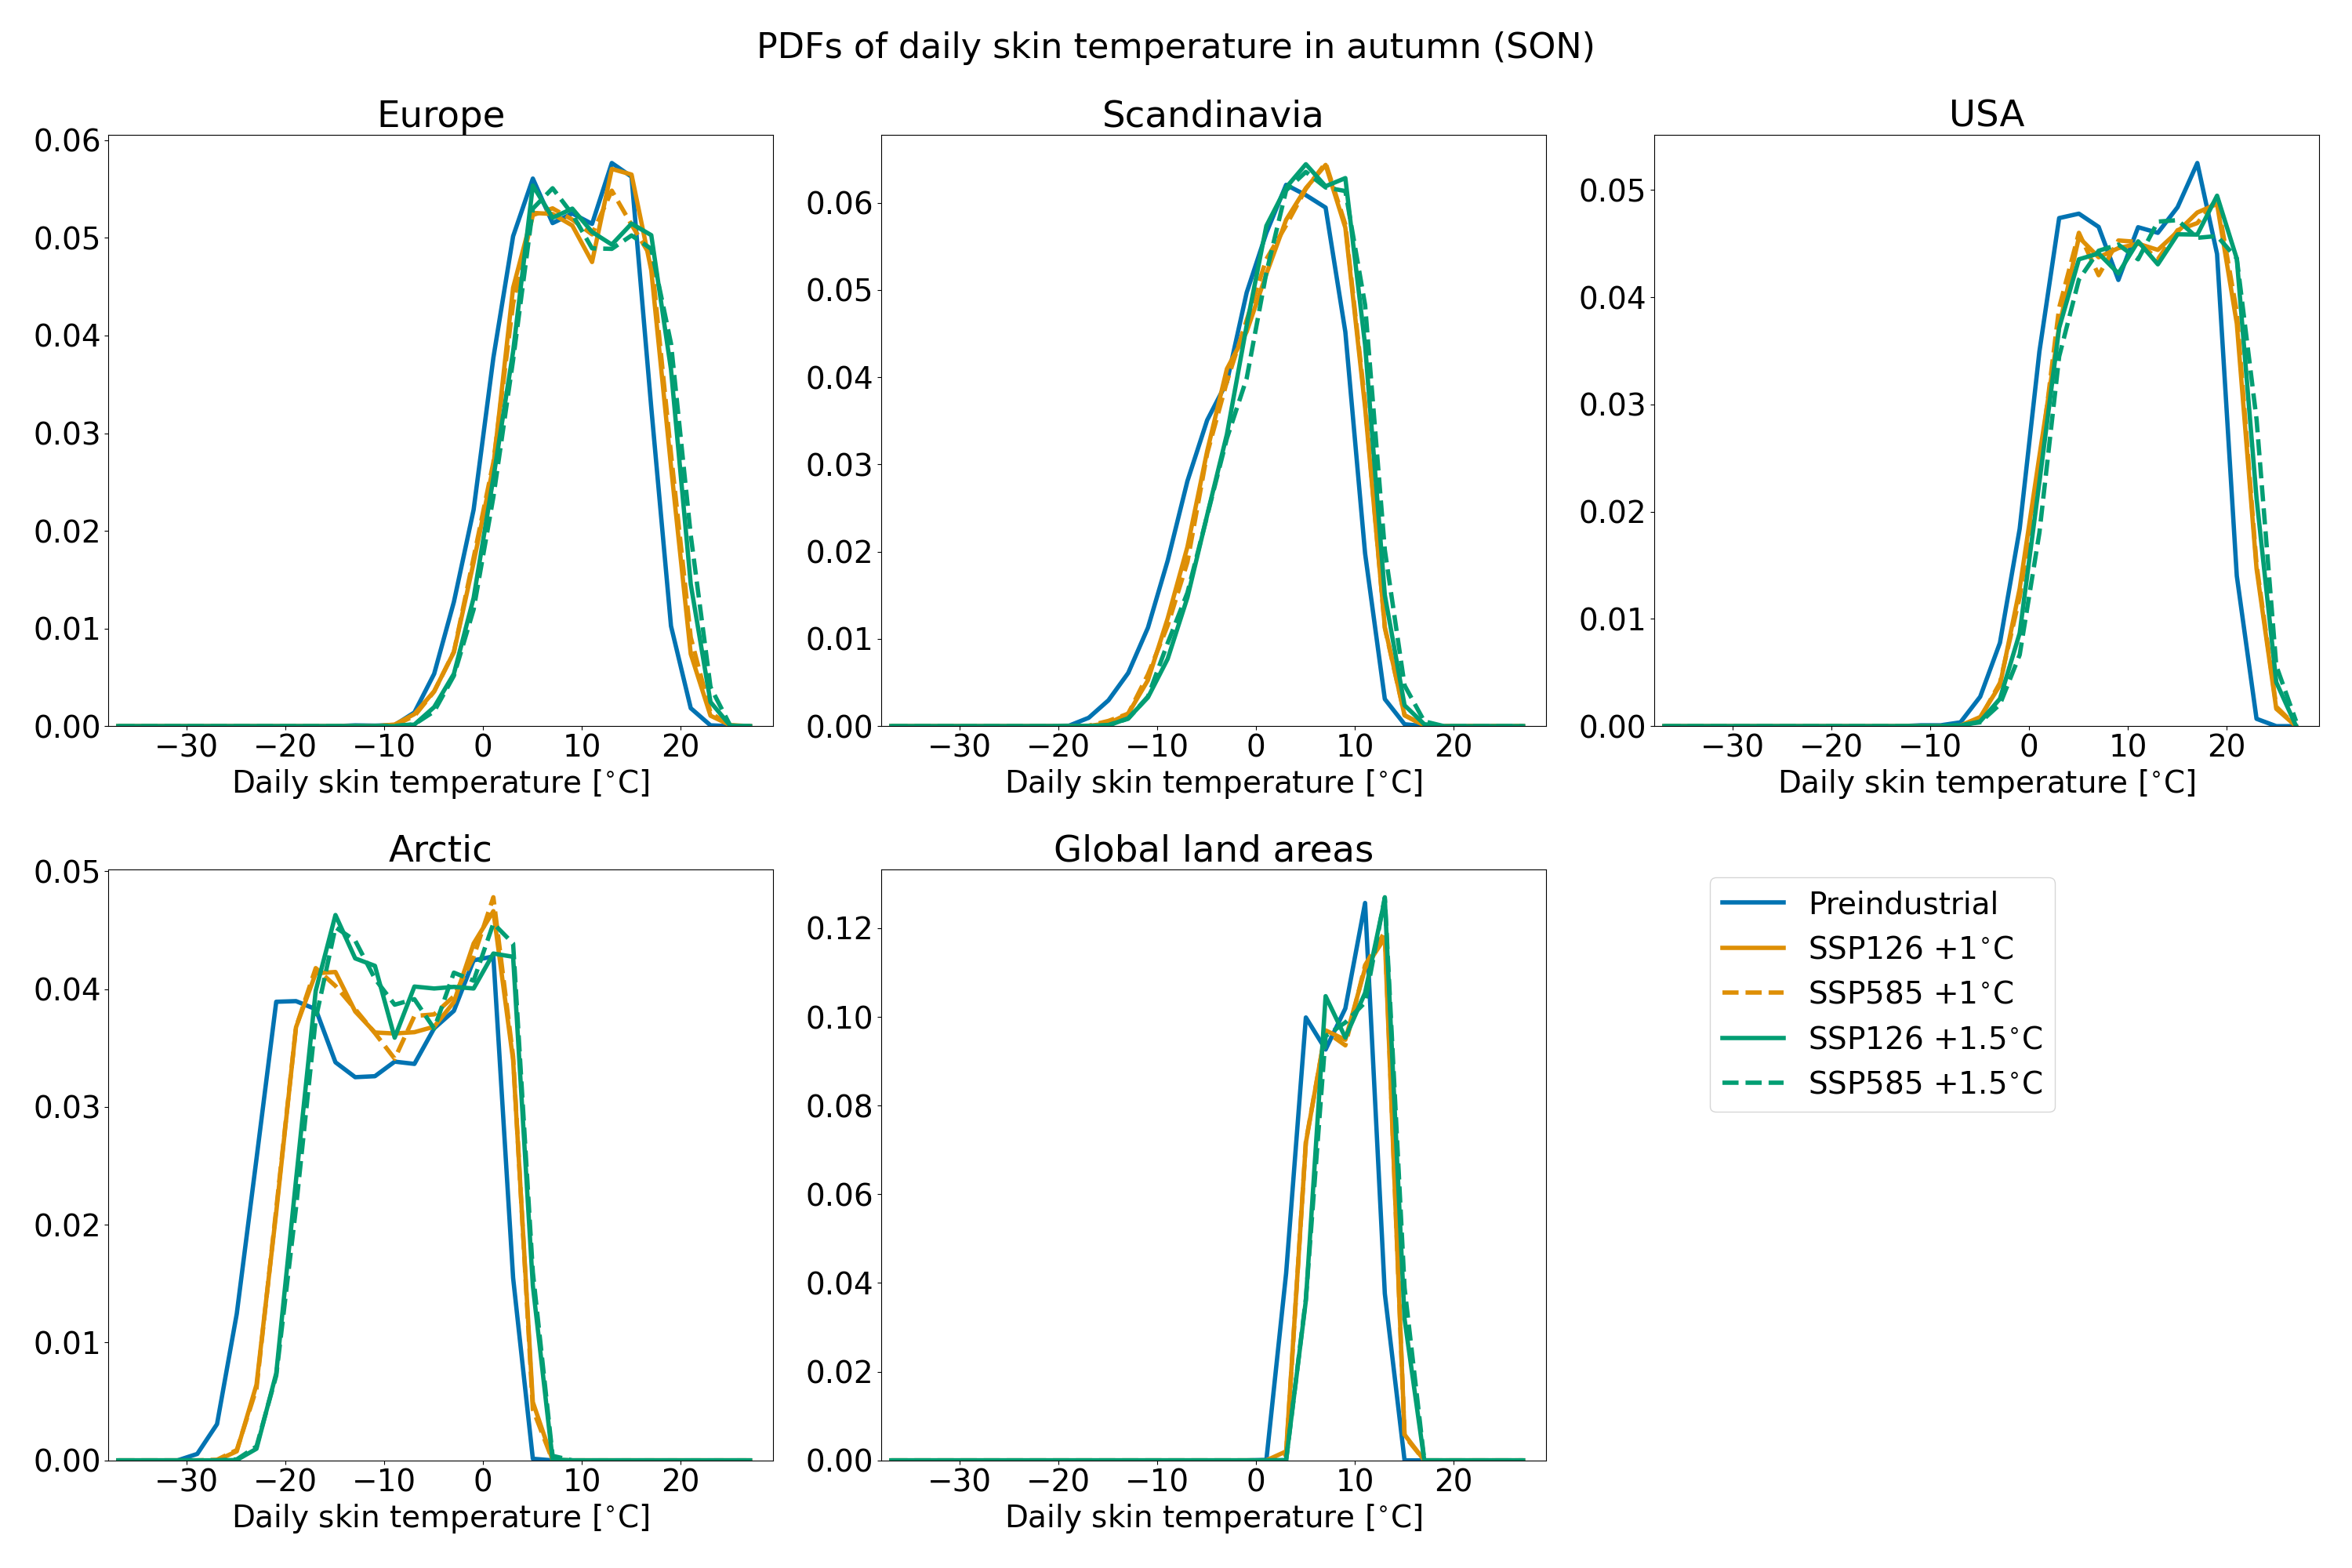 PDFs of daily skin temperature in autumn (SON)
Europe
0.06
0.05
0.04
0.03
0.02
0.01
0.00
−30 −20 −10 0 10 20
Daily skin temperature [°C]
Scandinavia
0.06
0.05
0.04
0.03
0.02
0.01
0.00
−30 −20 −10 0 10 20
Daily skin temperature [°C]
USA
0.05
0.04
0.03
0.02
0.01
0.00
−30 −20 −10 0 10 20
Daily skin temperature [°C]
Arctic
0.05
0.04
0.03
0.02
0.01
0.00
−30 −20 −10 0 10 20
Daily skin temperature [°C]
Global land areas
0.12
0.10
0.08
0.06
0.04
0.02
0.00
−30 −20 −10 0 10 20
Daily skin temperature [°C]
Preindustrial
SSP126 +1°C
SSP585 +1°C
SSP126 +1.5°C
SSP585 +1.5°C